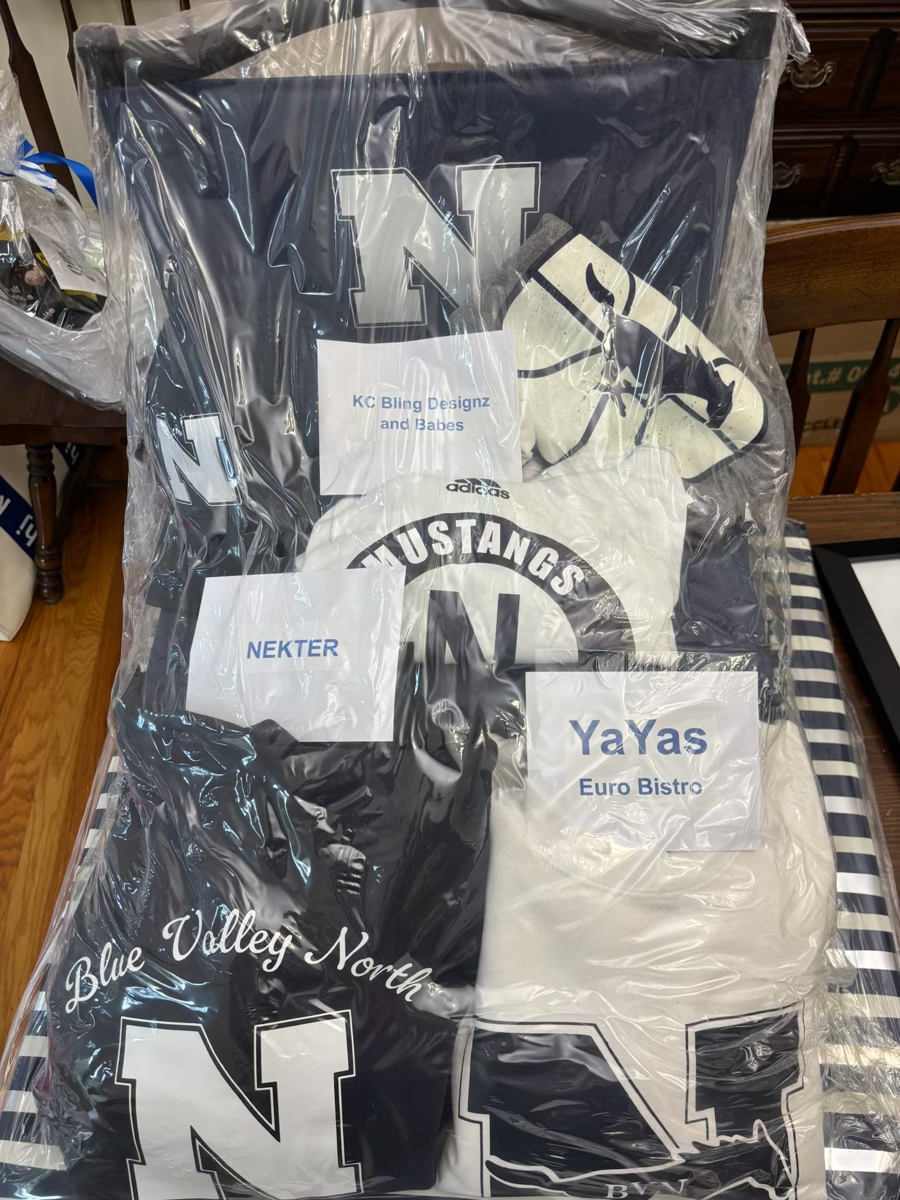 N
N
KC Bling Designz
and Babes
adidas
MUSTANGS
N
NEKTER
YaYas
Euro Bistro
Blue Valley North
N
N
BVN